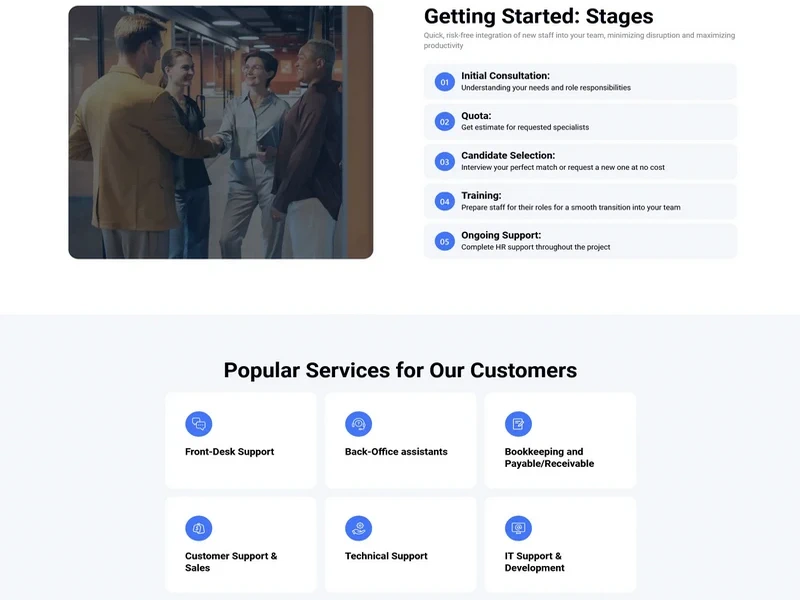 Getting Started: Stages
Quick, risk-free integration of new staff into your team, minimizing disruption and maximizing
productivity
01
Initial Consultation:
Understanding your needs and role responsibilities
02
Quota:
Get estimate for requested specialists
03
Candidate Selection:
Interview your perfect match or request a new one at no cost
04
Training:
Prepare staff for their roles for a smooth transition into your team
05
Ongoing Support:
Complete HR support throughout the project
Popular Services for Our Customers
Front-Desk Support
Back-Office assistants
Bookkeeping and
Payable/Receivable
Customer Support &
Sales
Technical Support
IT Support &
Development